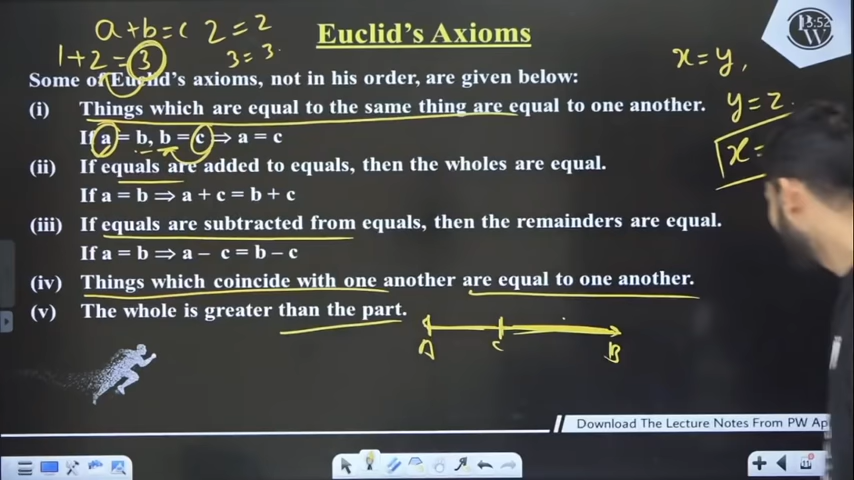 a+b=c 2=2
1+2=3 3=3.
Euclid's Axioms
13:52
x=y,
Some of Euclid's axioms, not in his order, are given below:
(i) Things which are equal to the same thing are equal to one another.
y=z.
If a = b, b = c ⇒ a = c
x=
(ii) If equals are added to equals, then the wholes are equal.
If a = b ⇒ a + c = b + c
(iii) If equals are subtracted from equals, then the remainders are equal.
If a = b ⇒ a – c = b – c
(iv) Things which coincide with one another are equal to one another.
(v) The whole is greater than the part.
A C B
Download The Lecture Notes From PW Ap